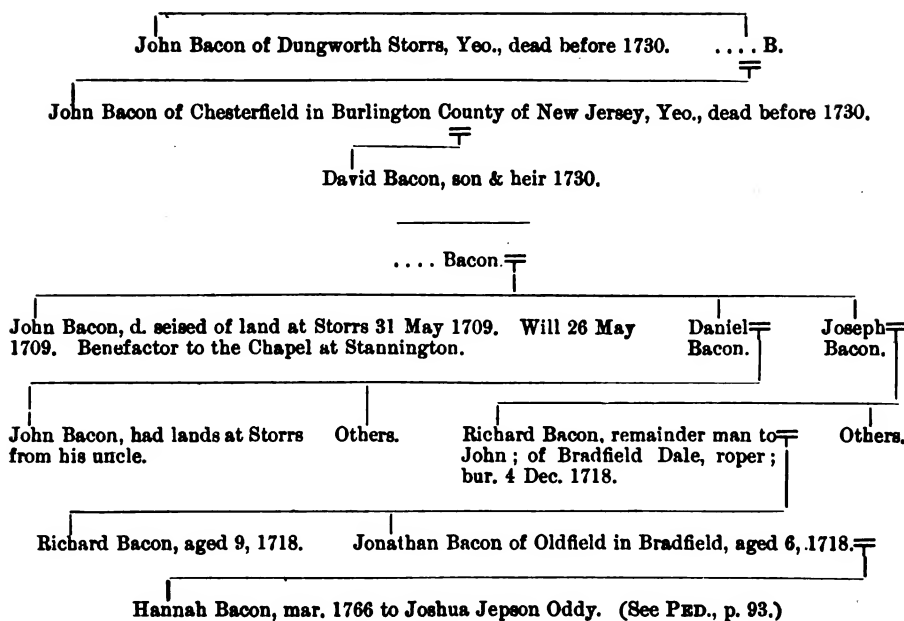 John Bacon of Dungworth Storrs, Yeo., dead before 1730. .... B.
John Bacon of Chesterfield in Burlington County of New Jersey, Yeo., dead before 1730.
David Bacon, son & heir 1730.
.... Bacon.
John Bacon, d. seised of land at Storrs 31 May 1709. Will 26 May
1709. Benefactor to the Chapel at Stannington.
Daniel
Bacon.
Joseph
Bacon.
John Bacon, had lands at Storrs
from his uncle.
Others.
Richard Bacon, remainder man to
John; of Bradfield Dale, roper;
bur. 4 Dec. 1718.
Others.
Richard Bacon, aged 9, 1718. Jonathan Bacon of Oldfield in Bradfield, aged 6, 1718.
Hannah Bacon, mar. 1766 to Joshua Jepson Oddy. (See PED., p. 93.)